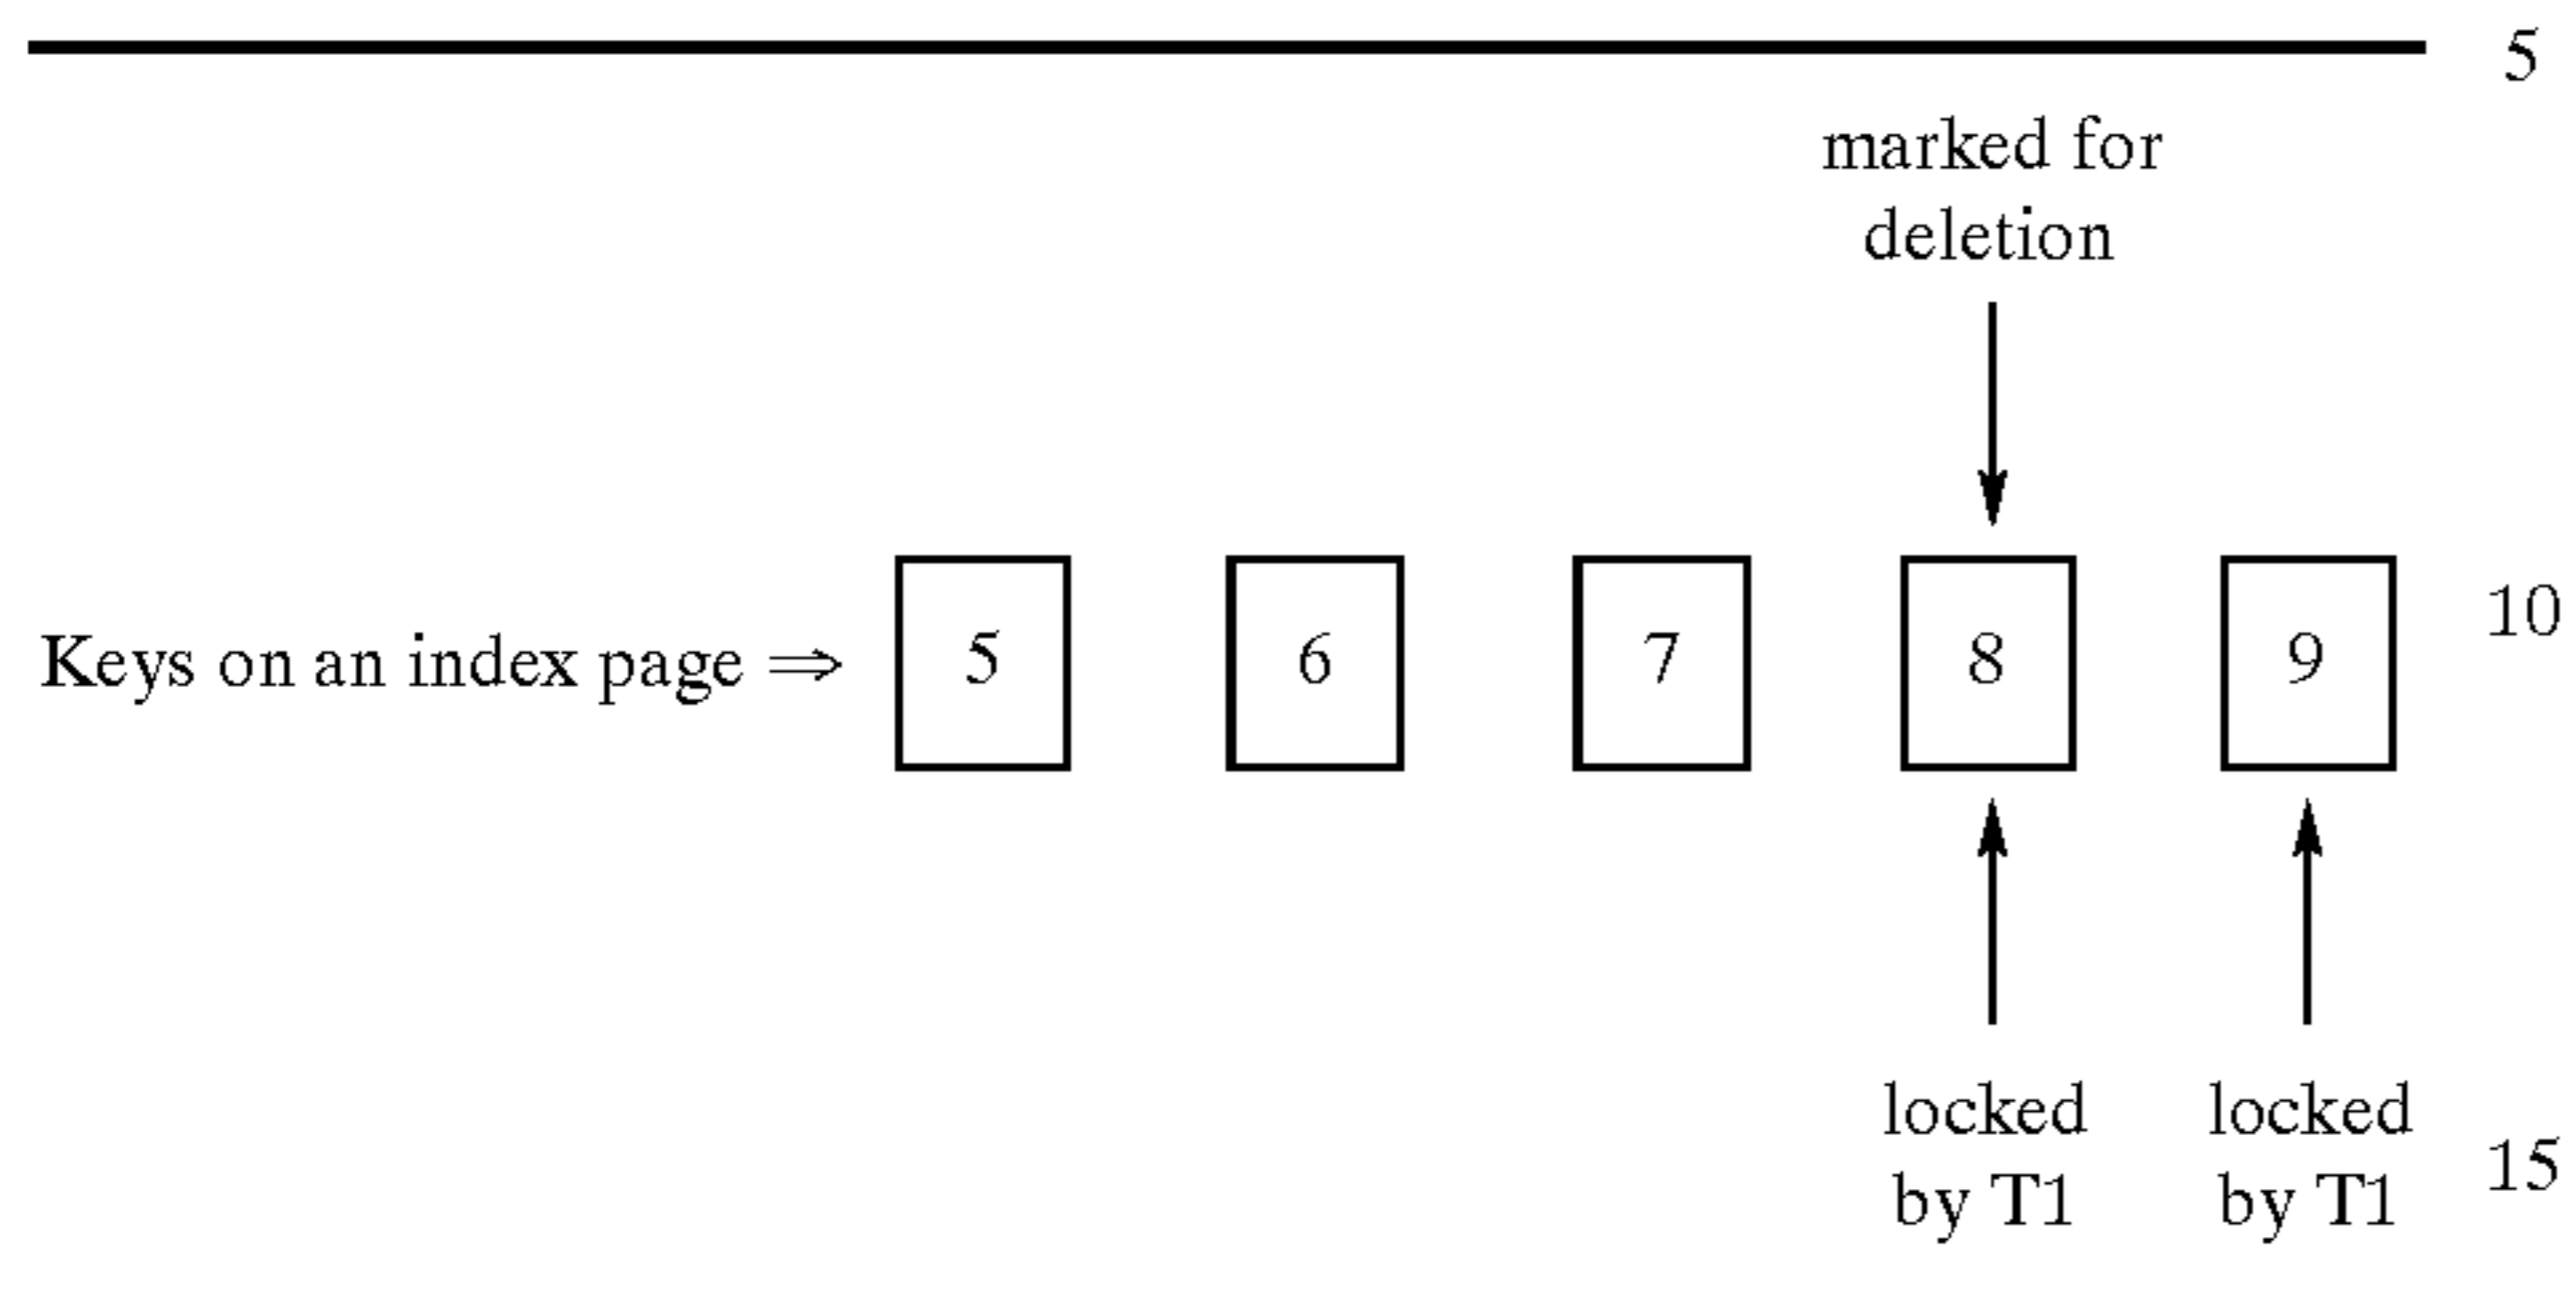 5
marked for
deletion
10
Keys on an index page ⇒ 5 6 7 8 9
locked locked
by T1 by T1
15